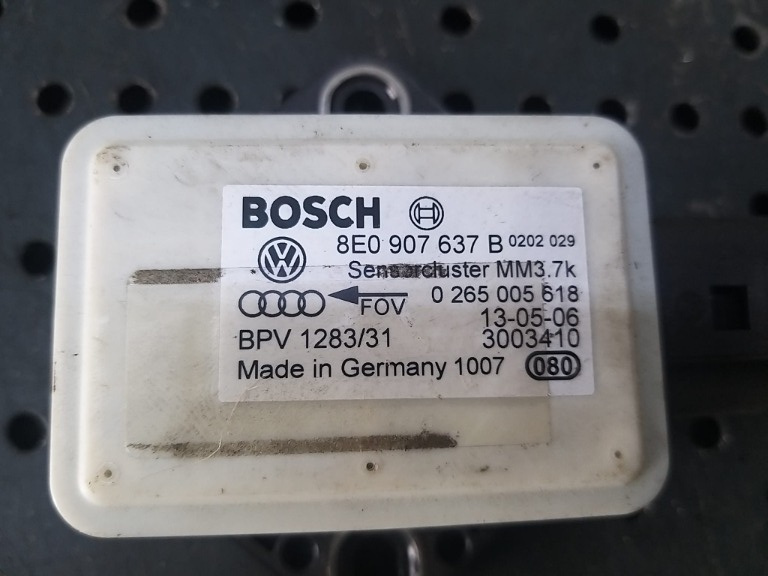 BOSCH
8E0 907 637 B 0202 029
Sensorcluster MM3.7k
FOV 0 265 005 618
13-05-06
BPV 1283/31 3003410
Made in Germany 1007 080